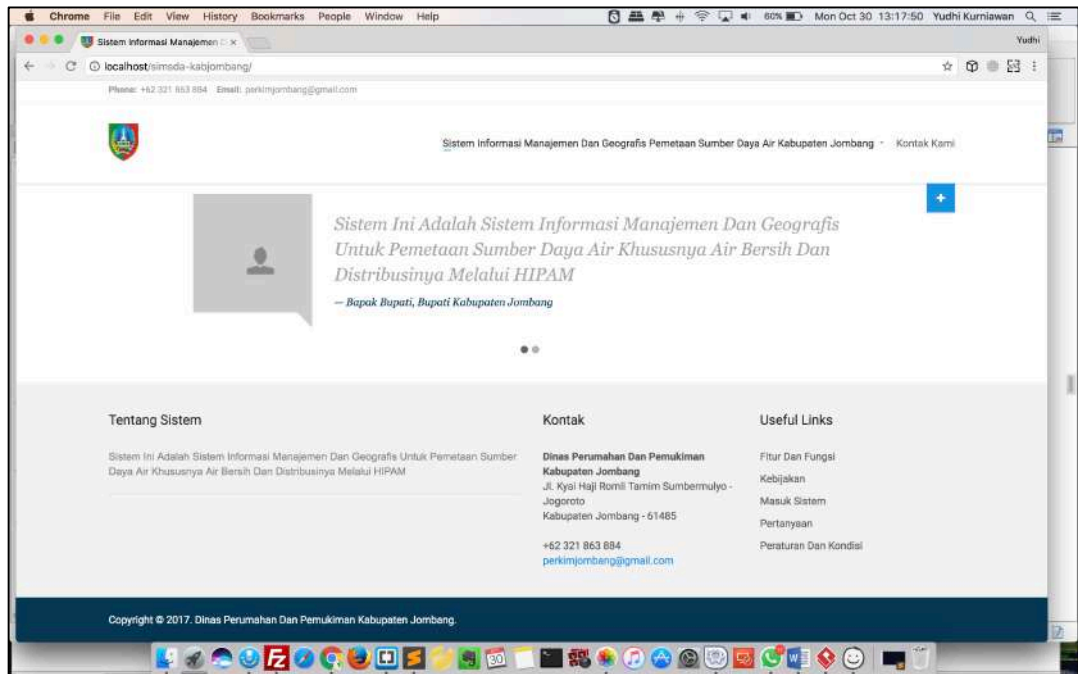 Chrome File Edit View History Bookmarks People Window Help 60% Mon Oct 30 13:17:50 Yudhi Kurniawan
Sistem Informasi Manajemen D × Yudhi
localhost/simsda-kabjombang/
Phone: +62 321 863 884 Email: perkimjombang@gmail.com
Sistem Informasi Manajemen Dan Geografis Pemetaan Sumber Daya Air Kabupaten Jombang Kontak Kami
+
Sistem Ini Adalah Sistem Informasi Manajemen Dan Geografis
Untuk Pemetaan Sumber Daya Air Khususnya Air Bersih Dan
Distribusinya Melalui HIPAM
— Bapak Bupati, Bupati Kabupaten Jombang
Tentang Sistem
Sistem Ini Adalah Sistem Informasi Manajemen Dan Geografis Untuk Pemetaan Sumber
Daya Air Khususnya Air Bersih Dan Distribusinya Melalui HIPAM
Kontak
Dinas Perumahan Dan Pemukiman
Kabupaten Jombang
Jl. Kyai Haji Romli Tamim Sumbermulyo -
Jogoroto
Kabupaten Jombang - 61485
+62 321 863 884
perkimjombang@gmail.com
Useful Links
Fitur Dan Fungsi
Kebijakan
Masuk Sistem
Pertanyaan
Peraturan Dan Kondisi
Copyright © 2017. Dinas Perumahan Dan Pemukiman Kabupaten Jombang.
30